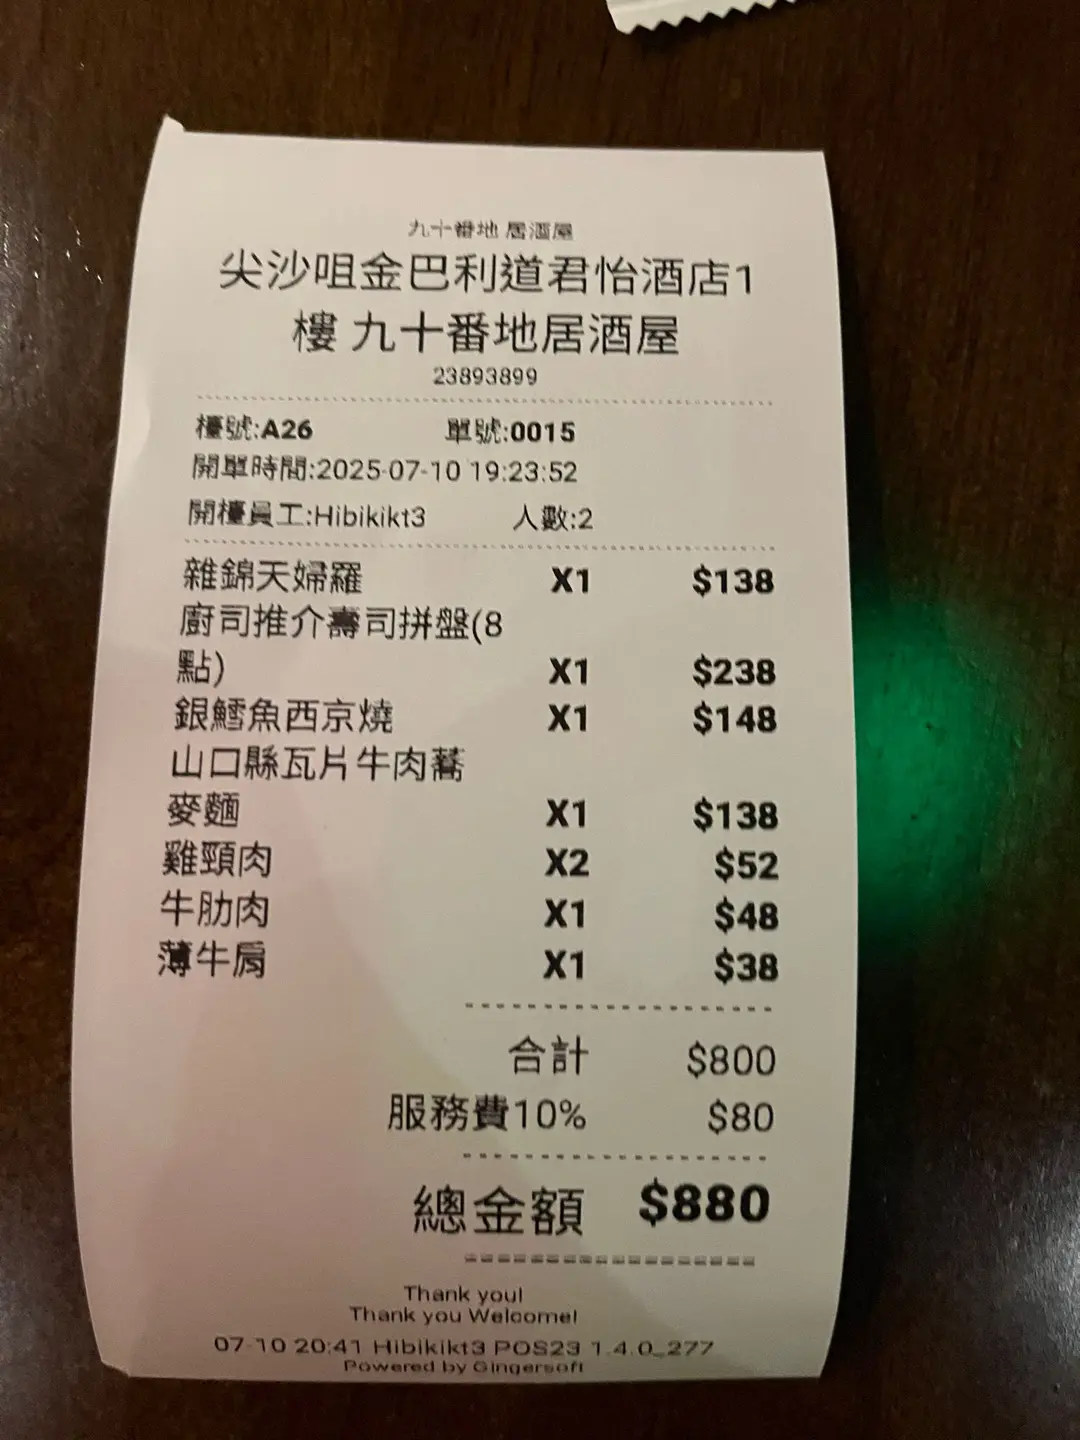 九十番地 居酒屋
尖沙咀金巴利道君怡酒店1
樓 九十番地居酒屋
23893899
檯號:A26 單號:0015
開單時間:2025-07-10 19:23:52
開檯員工:Hibikikt3 人數:2
雜錦天婦羅 X1 $138
廚司推介壽司拼盤(8
點) X1 $238
銀鱈魚西京燒 X1 $148
山口縣瓦片牛肉蕎
麥麵 X1 $138
雞頸肉 X2 $52
牛肋肉 X1 $48
薄牛肩 X1 $38
合計 $800
服務費10% $80
總金額 $880
Thank you!
Thank you Welcome!
07-10 20:41 Hibikikt3 POS23 1.4.0_277
Powered by Gingersoft